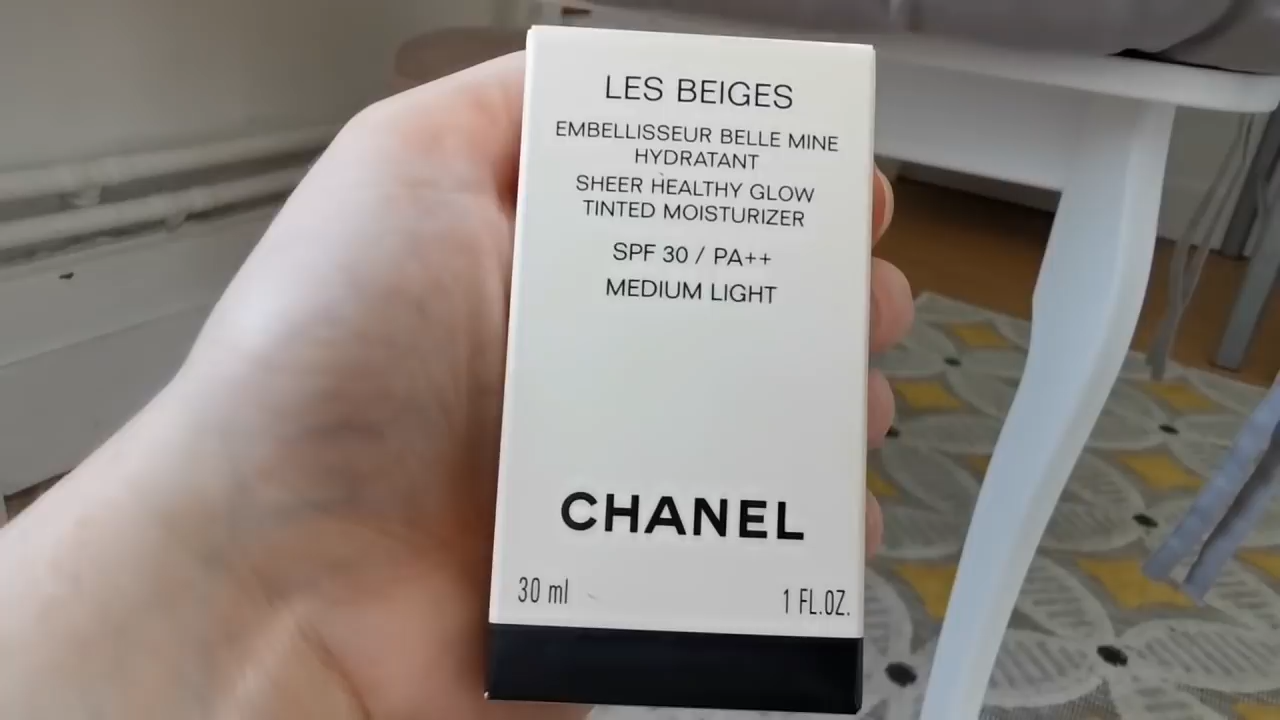 LES BEIGES
EMBELLISSEUR BELLE MINE
HYDRATANT
SHEER HEALTHY GLOW
TINTED MOISTURIZER
SPF 30 / PA++
MEDIUM LIGHT
CHANEL
30 ml 1 FL.OZ.